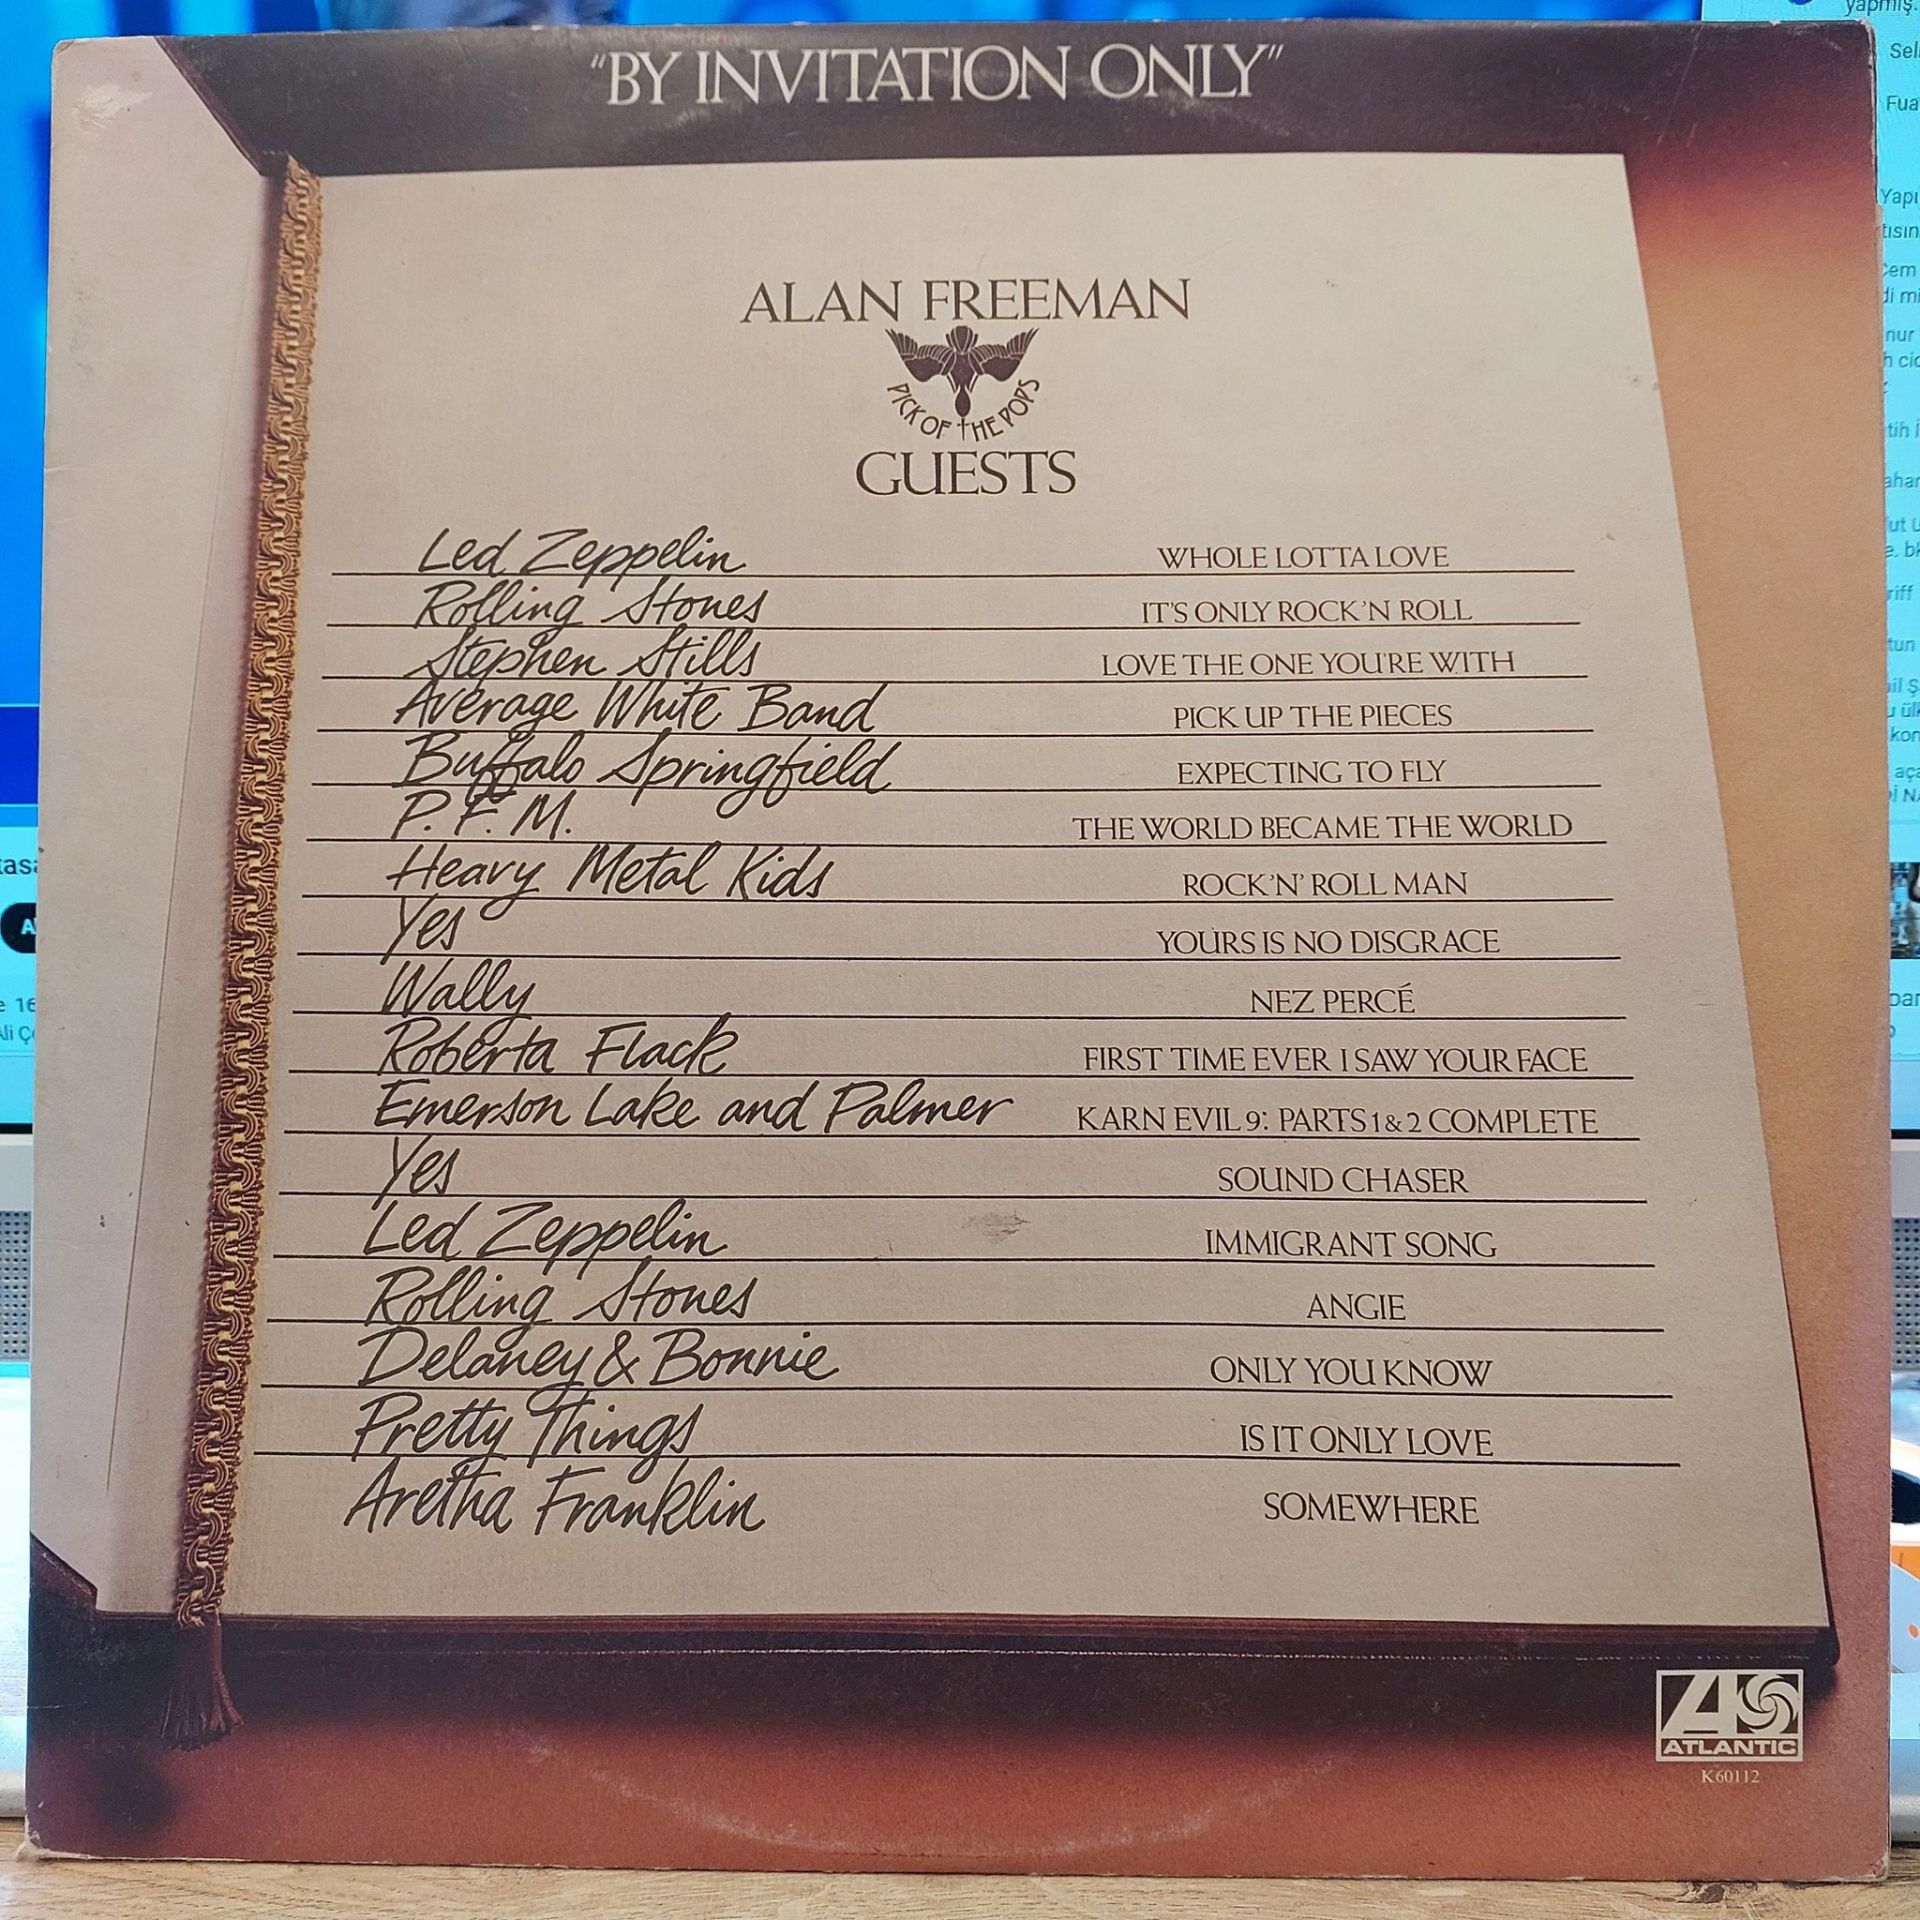 "BY INVITATION ONLY"
ALAN FREEMAN
PICK OF THE POPS
GUESTS
Led Zeppelin WHOLE LOTTA LOVE
Rolling Stones IT'S ONLY ROCK 'N ROLL
Stephen Stills LOVE THE ONE YOU'RE WITH
Average White Band PICK UP THE PIECES
Buffalo Springfield EXPECTING TO FLY
P. F. M. THE WORLD BECAME THE WORLD
Heavy Metal Kids ROCK 'N' ROLL MAN
Yes YOURS IS NO DISGRACE
Wally NEZ PERCÉ
Roberta Flack FIRST TIME EVER I SAW YOUR FACE
Emerson Lake and Palmer KARN EVIL 9: PARTS 1 & 2 COMPLETE
Yes SOUND CHASER
Led Zeppelin IMMIGRANT SONG
Rolling Stones ANGIE
Delaney & Bonnie ONLY YOU KNOW
Pretty Things IS IT ONLY LOVE
Aretha Franklin SOMEWHERE
ATLANTIC
K 60112
yapmış.